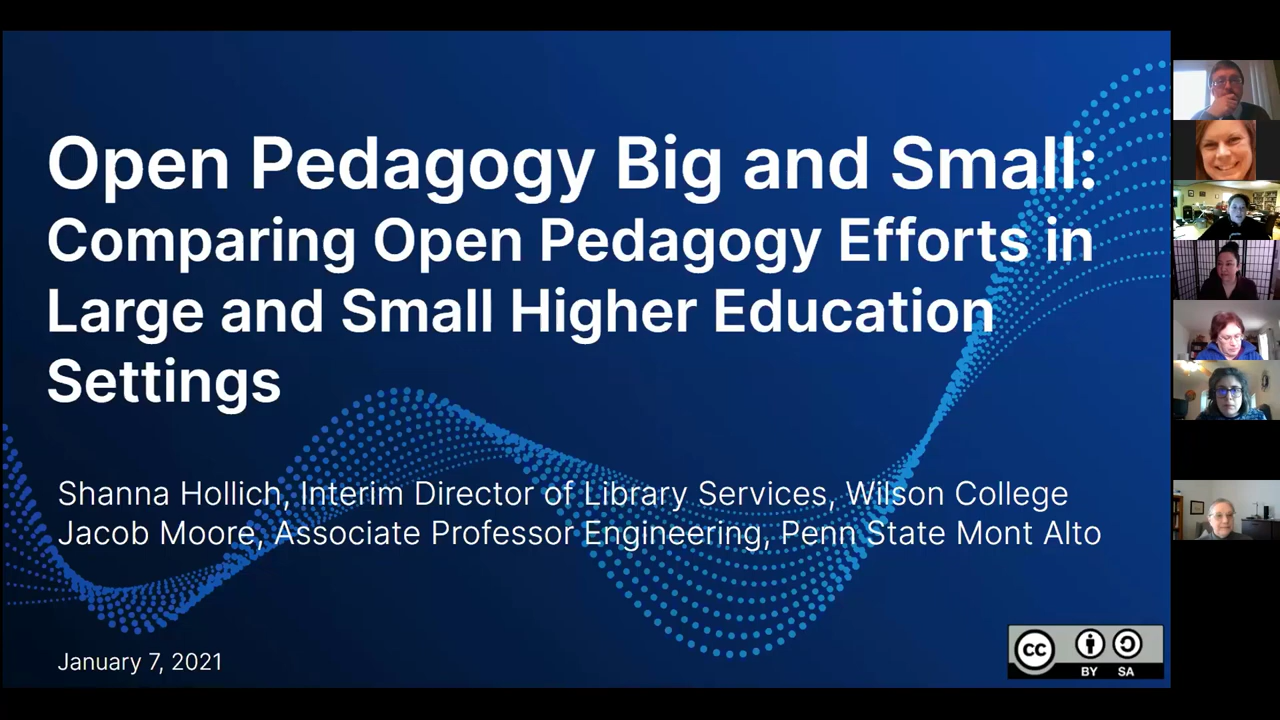 Open Pedagogy Big and Small:
Comparing Open Pedagogy Efforts in
Large and Small Higher Education
Settings
Shanna Hollich, Interim Director of Library Services, Wilson College
Jacob Moore, Associate Professor Engineering, Penn State Mont Alto
January 7, 2021
cc
BY SA